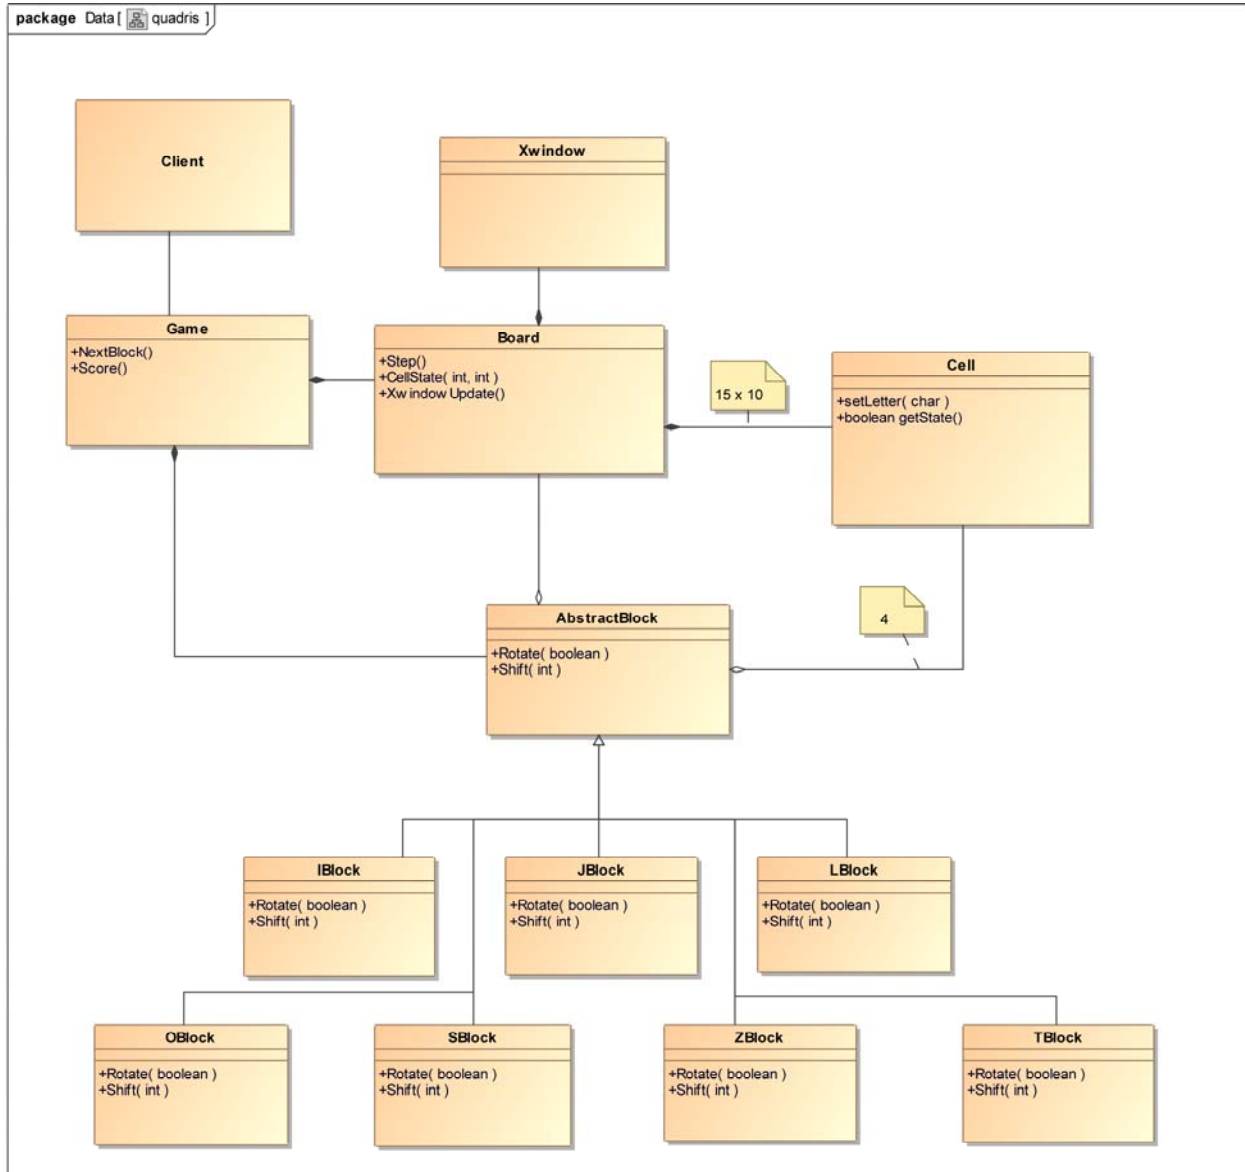 package Data [ quadris ]
Client
Xwindow
Game
+NextBlock()
+Score()
Board
+Step()
+CellState( int, int )
+Xwindow Update()
15 x 10
Cell
+setLetter( char )
+boolean getState()
AbstractBlock
+Rotate( boolean )
+Shift( int )
4
IBlock
+Rotate( boolean )
+Shift( int )
JBlock
+Rotate( boolean )
+Shift( int )
LBlock
+Rotate( boolean )
+Shift( int )
OBlock
+Rotate( boolean )
+Shift( int )
SBlock
+Rotate( boolean )
+Shift( int )
ZBlock
+Rotate( boolean )
+Shift( int )
TBlock
+Rotate( boolean )
+Shift( int )